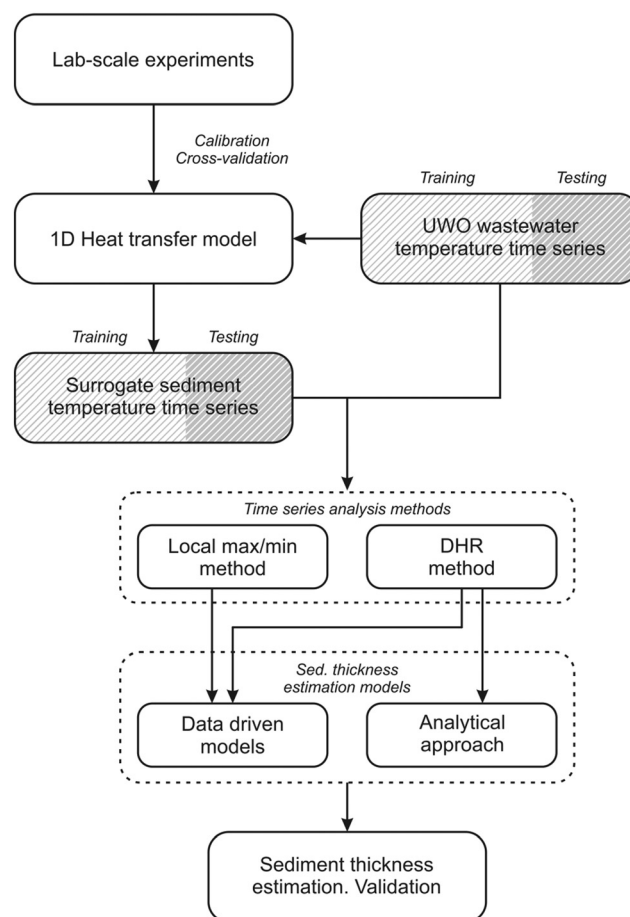 Lab-scale experiments
Calibration
Cross-validation
Training
Testing
1D Heat transfer model
UWO wastewater
temperature time series
Training
Testing
Surrogate sediment
temperature time series
Time series analysis methods
Local max/min
method
DHR
method
Sed. thickness
estimation models
Data driven
models
Analytical
approach
Sediment thickness
estimation. Validation